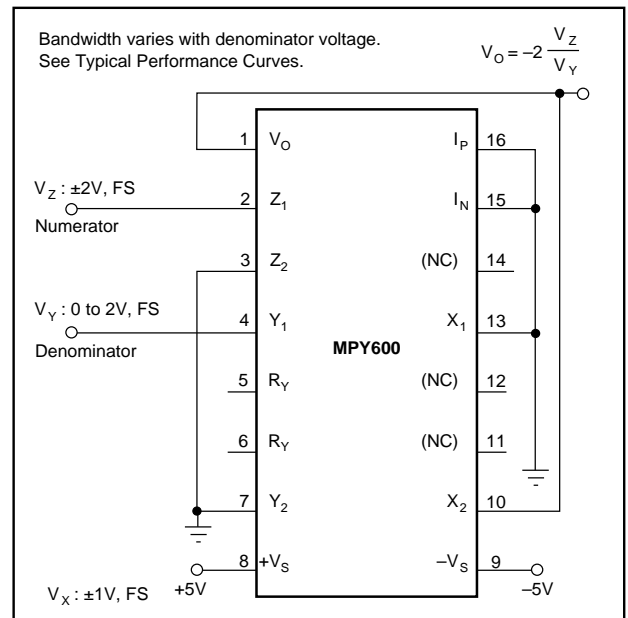 Bandwidth varies with denominator voltage.
See Typical Performance Curves.
V_O = –2 V_Z / V_Y
1 V_O I_P 16
V_Z : ±2V, FS
2 Z_1 I_N 15
Numerator
3 Z_2 (NC) 14
V_Y : 0 to 2V, FS
4 Y_1 X_1 13
Denominator
MPY600
5 R_Y (NC) 12
6 R_Y (NC) 11
7 Y_2 X_2 10
8 +V_S –V_S 9
V_X : ±1V, FS +5V –5V